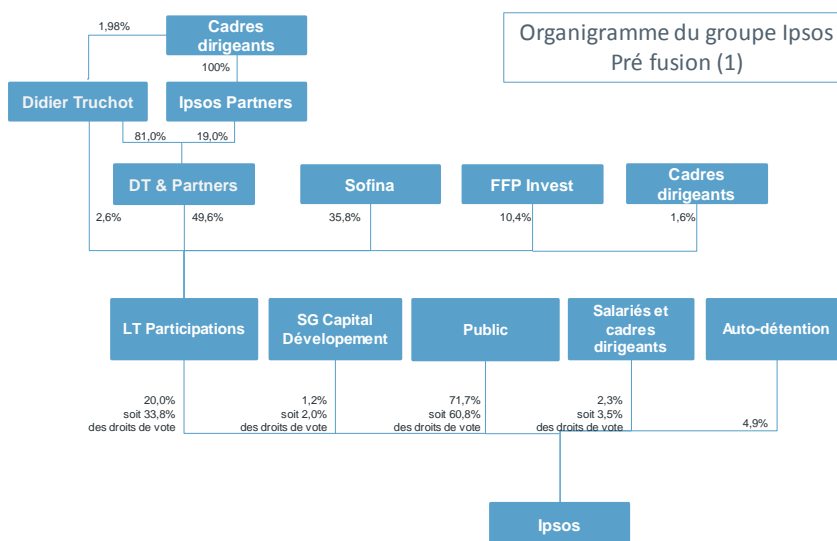 Organigramme du groupe Ipsos
Pré fusion (1)
1,98%
Cadres
dirigeants
100%
Didier Truchot
Ipsos Partners
81,0%
19,0%
DT & Partners
Sofina
FFP Invest
Cadres
dirigeants
2,6%
49,6%
35,8%
10,4%
1,6%
LT Participations
SG Capital
Dévelopement
Public
Salariés et
cadres
dirigeants
Auto-détention
20,0%
soit 33,8%
des droits de vote
1,2%
soit 2,0%
des droits de vote
71,7%
soit 60,8%
des droits de vote
2,3%
soit 3,5%
des droits de vote
4,9%
Ipsos